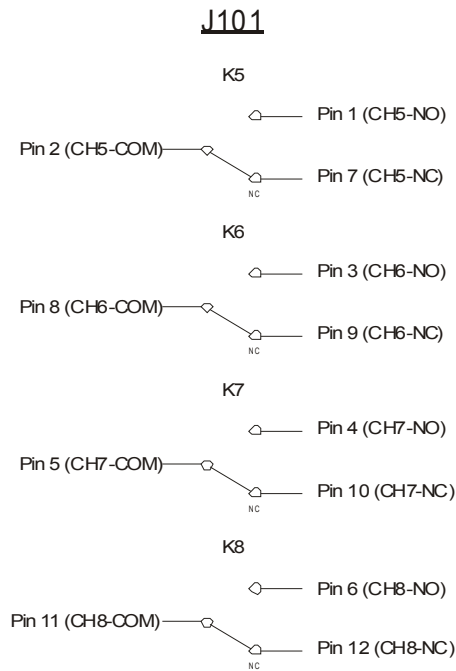 J101
K5
Pin 1 (CH5-NO)
Pin 2 (CH5-COM)
Pin 7 (CH5-NC)
NC
K6
Pin 3 (CH6-NO)
Pin 8 (CH6-COM)
Pin 9 (CH6-NC)
NC
K7
Pin 4 (CH7-NO)
Pin 5 (CH7-COM)
Pin 10 (CH7-NC)
NC
K8
Pin 6 (CH8-NO)
Pin 11 (CH8-COM)
Pin 12 (CH8-NC)
NC